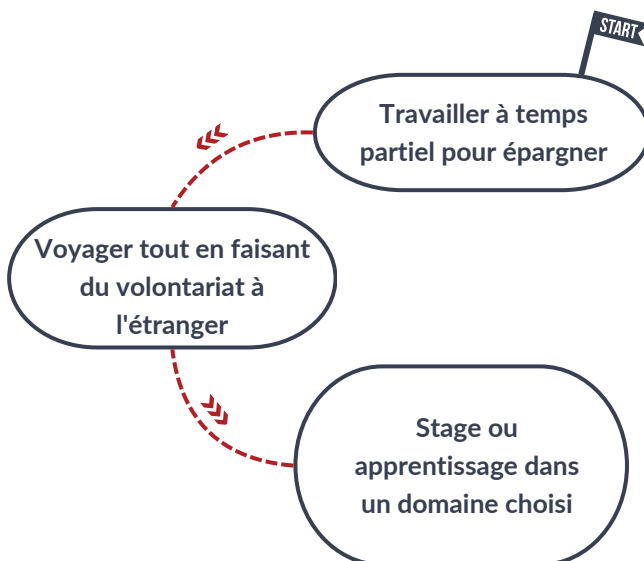 START
Travailler à temps
partiel pour épargner
Voyager tout en faisant
du volontariat à
l'étranger
Stage ou
apprentissage dans
un domaine choisi